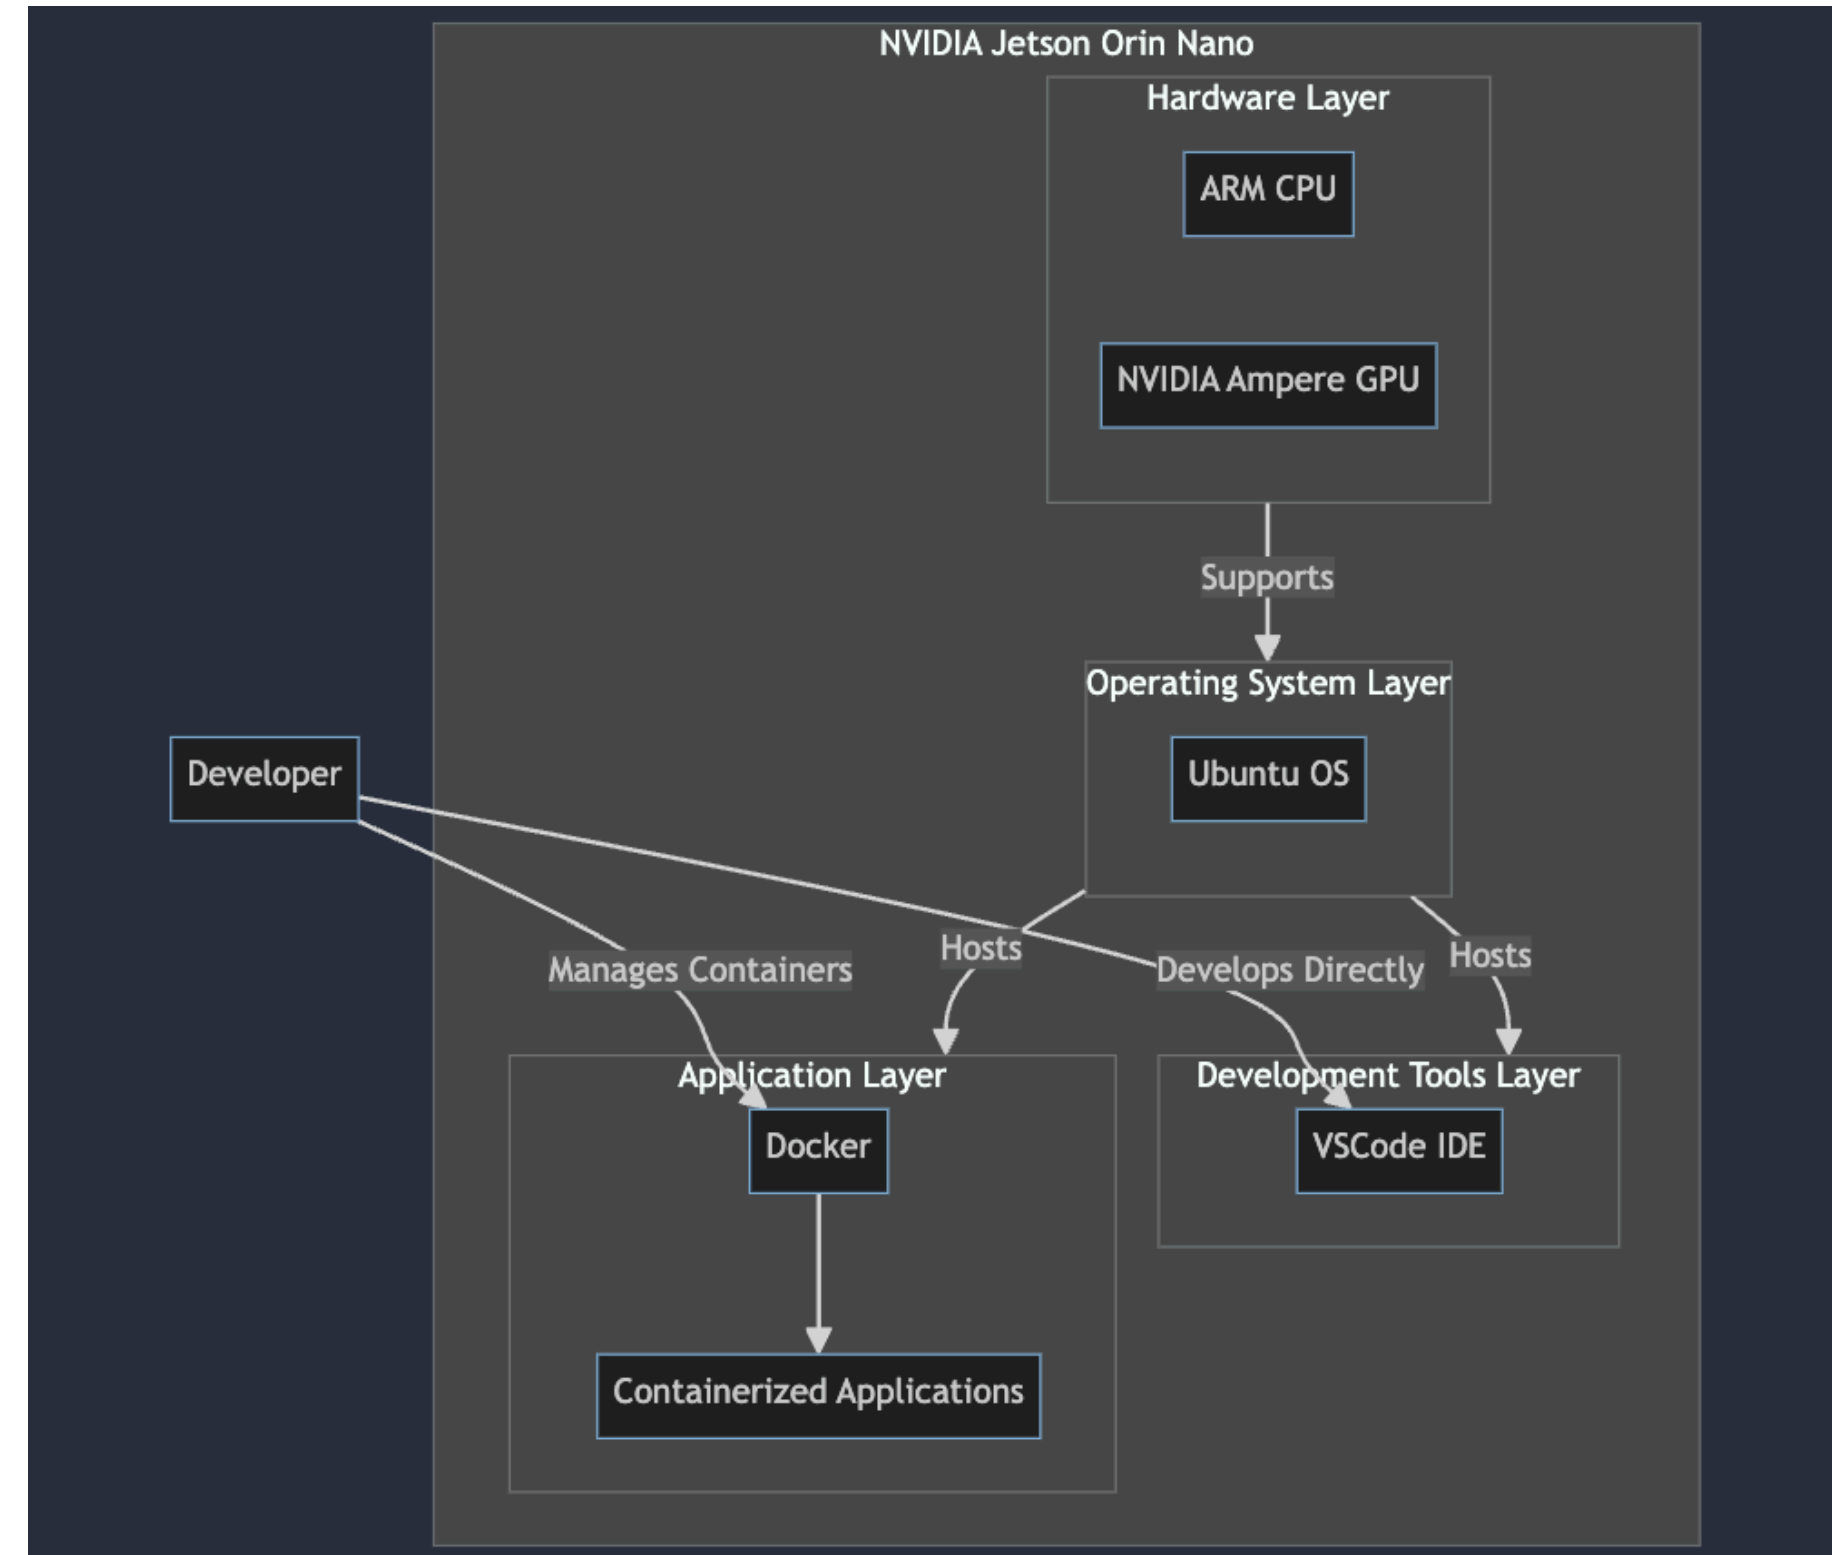 NVIDIA Jetson Orin Nano
Hardware Layer
ARM CPU
NVIDIA Ampere GPU
Supports
Operating System Layer
Ubuntu OS
Developer
Hosts
Hosts
Manages Containers
Develops Directly
Application Layer
Docker
Containerized Applications
Development Tools Layer
VSCode IDE